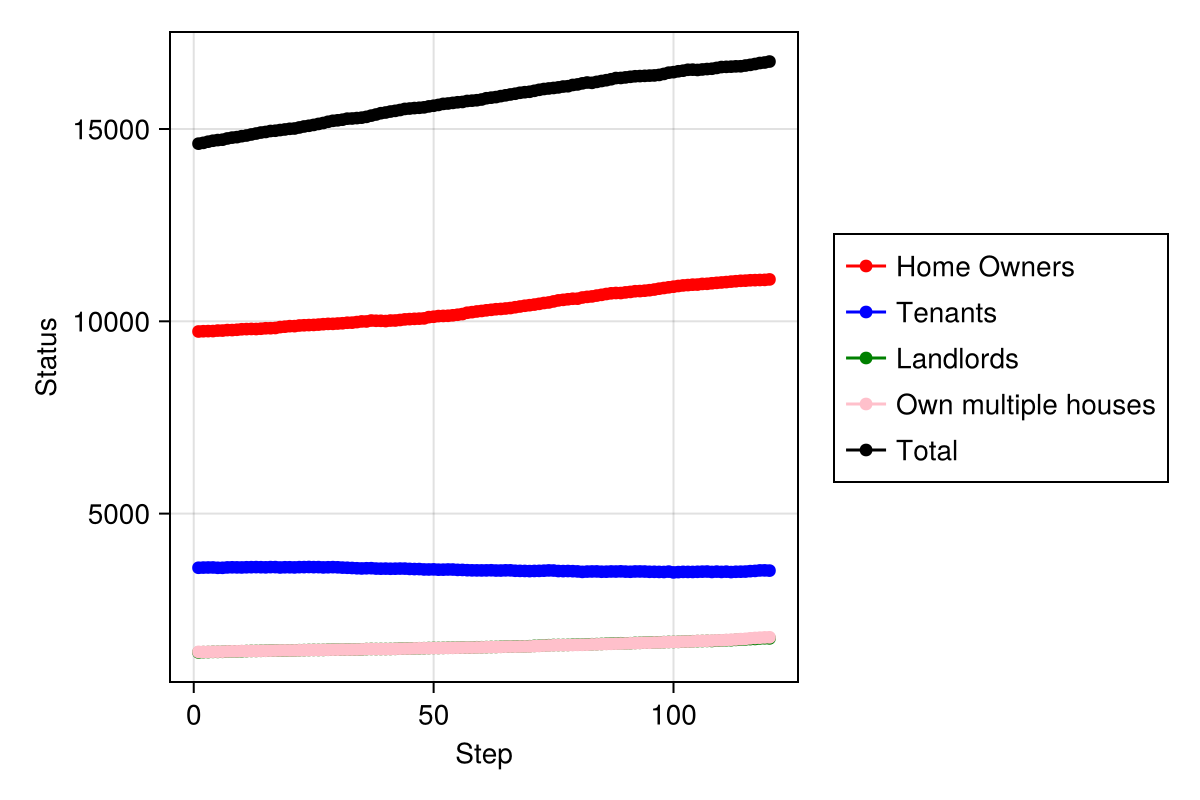 Status
15000
10000
5000
0
50
100
Step
Home Owners
Tenants
Landlords
Own multiple houses
Total